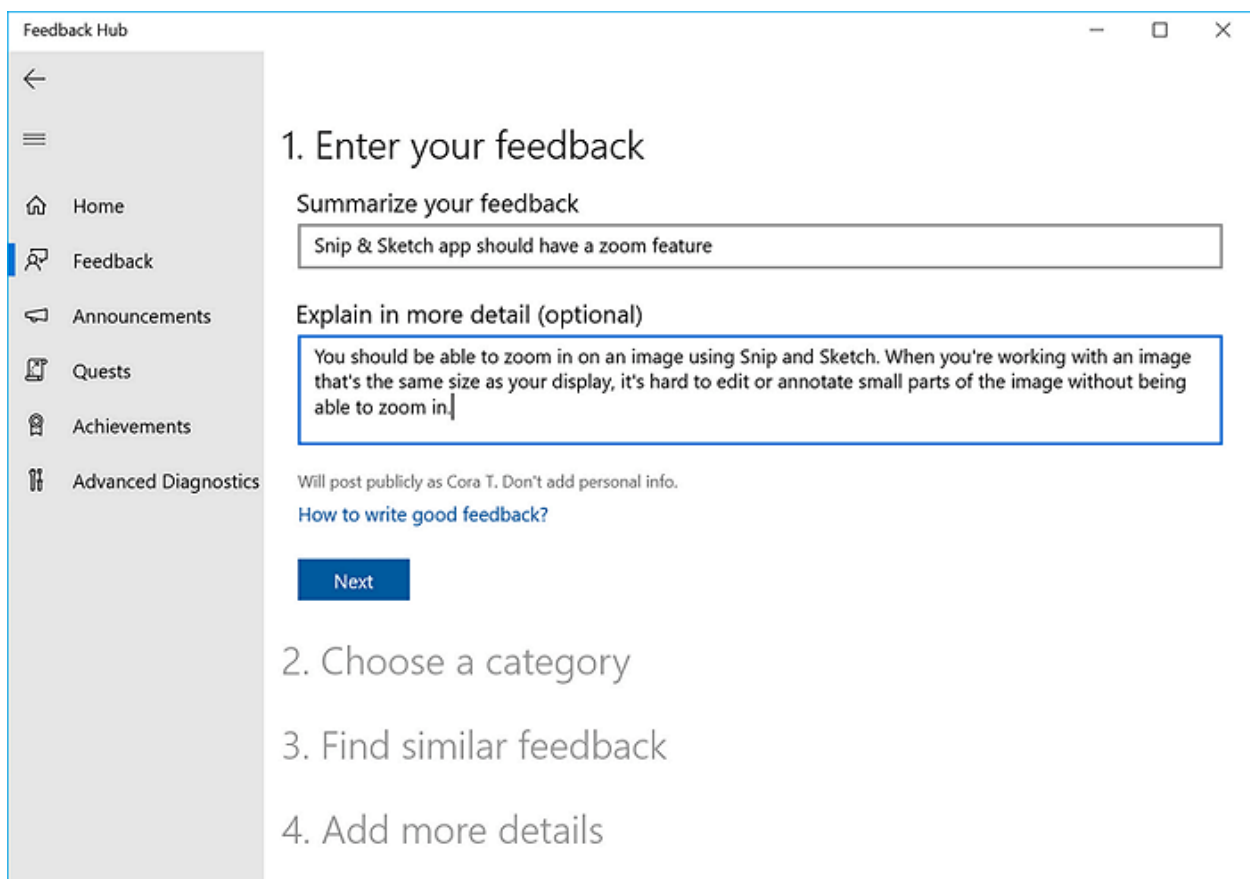 Feedback Hub
Home
Feedback
Announcements
Quests
Achievements
Advanced Diagnostics
1. Enter your feedback
Summarize your feedback
Snip & Sketch app should have a zoom feature
Explain in more detail (optional)
You should be able to zoom in on an image using Snip and Sketch. When you're working with an image
that's the same size as your display, it's hard to edit or annotate small parts of the image without being
able to zoom in.
Will post publicly as Cora T. Don't add personal info.
How to write good feedback?
Next
2. Choose a category
3. Find similar feedback
4. Add more details